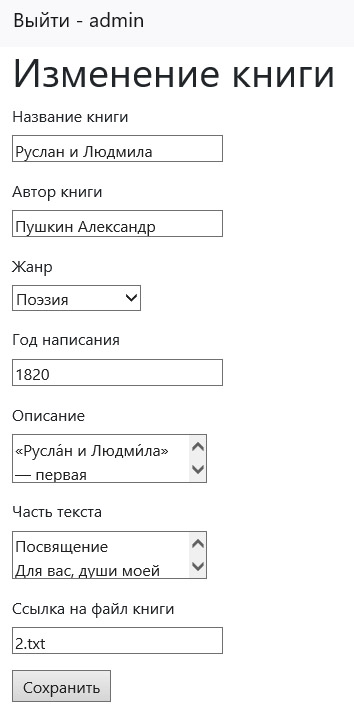 Выйти - admin
Изменение книги
Название книги
Руслан и Людмила
Автор книги
Пушкин Александр
Жанр
Поэзия
Год написания
1820
Описание
«Русла́н и Людми́ла»
— первая
Часть текста
Посвящение
Для вас, души моей
Ссылка на файл книги
2.txt
Сохранить